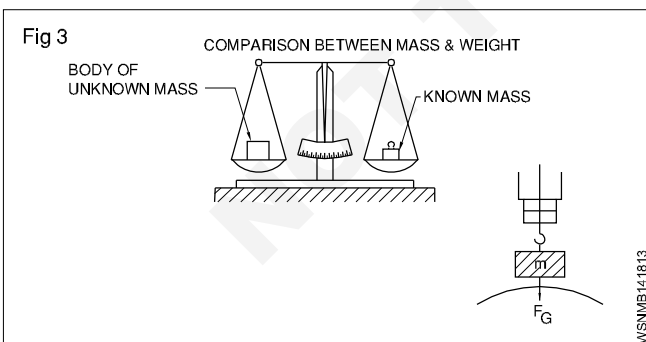 Fig 3
COMPARISON BETWEEN MASS & WEIGHT
BODY OF
UNKNOWN MASS
KNOWN MASS
m
FG
WSNMB141813